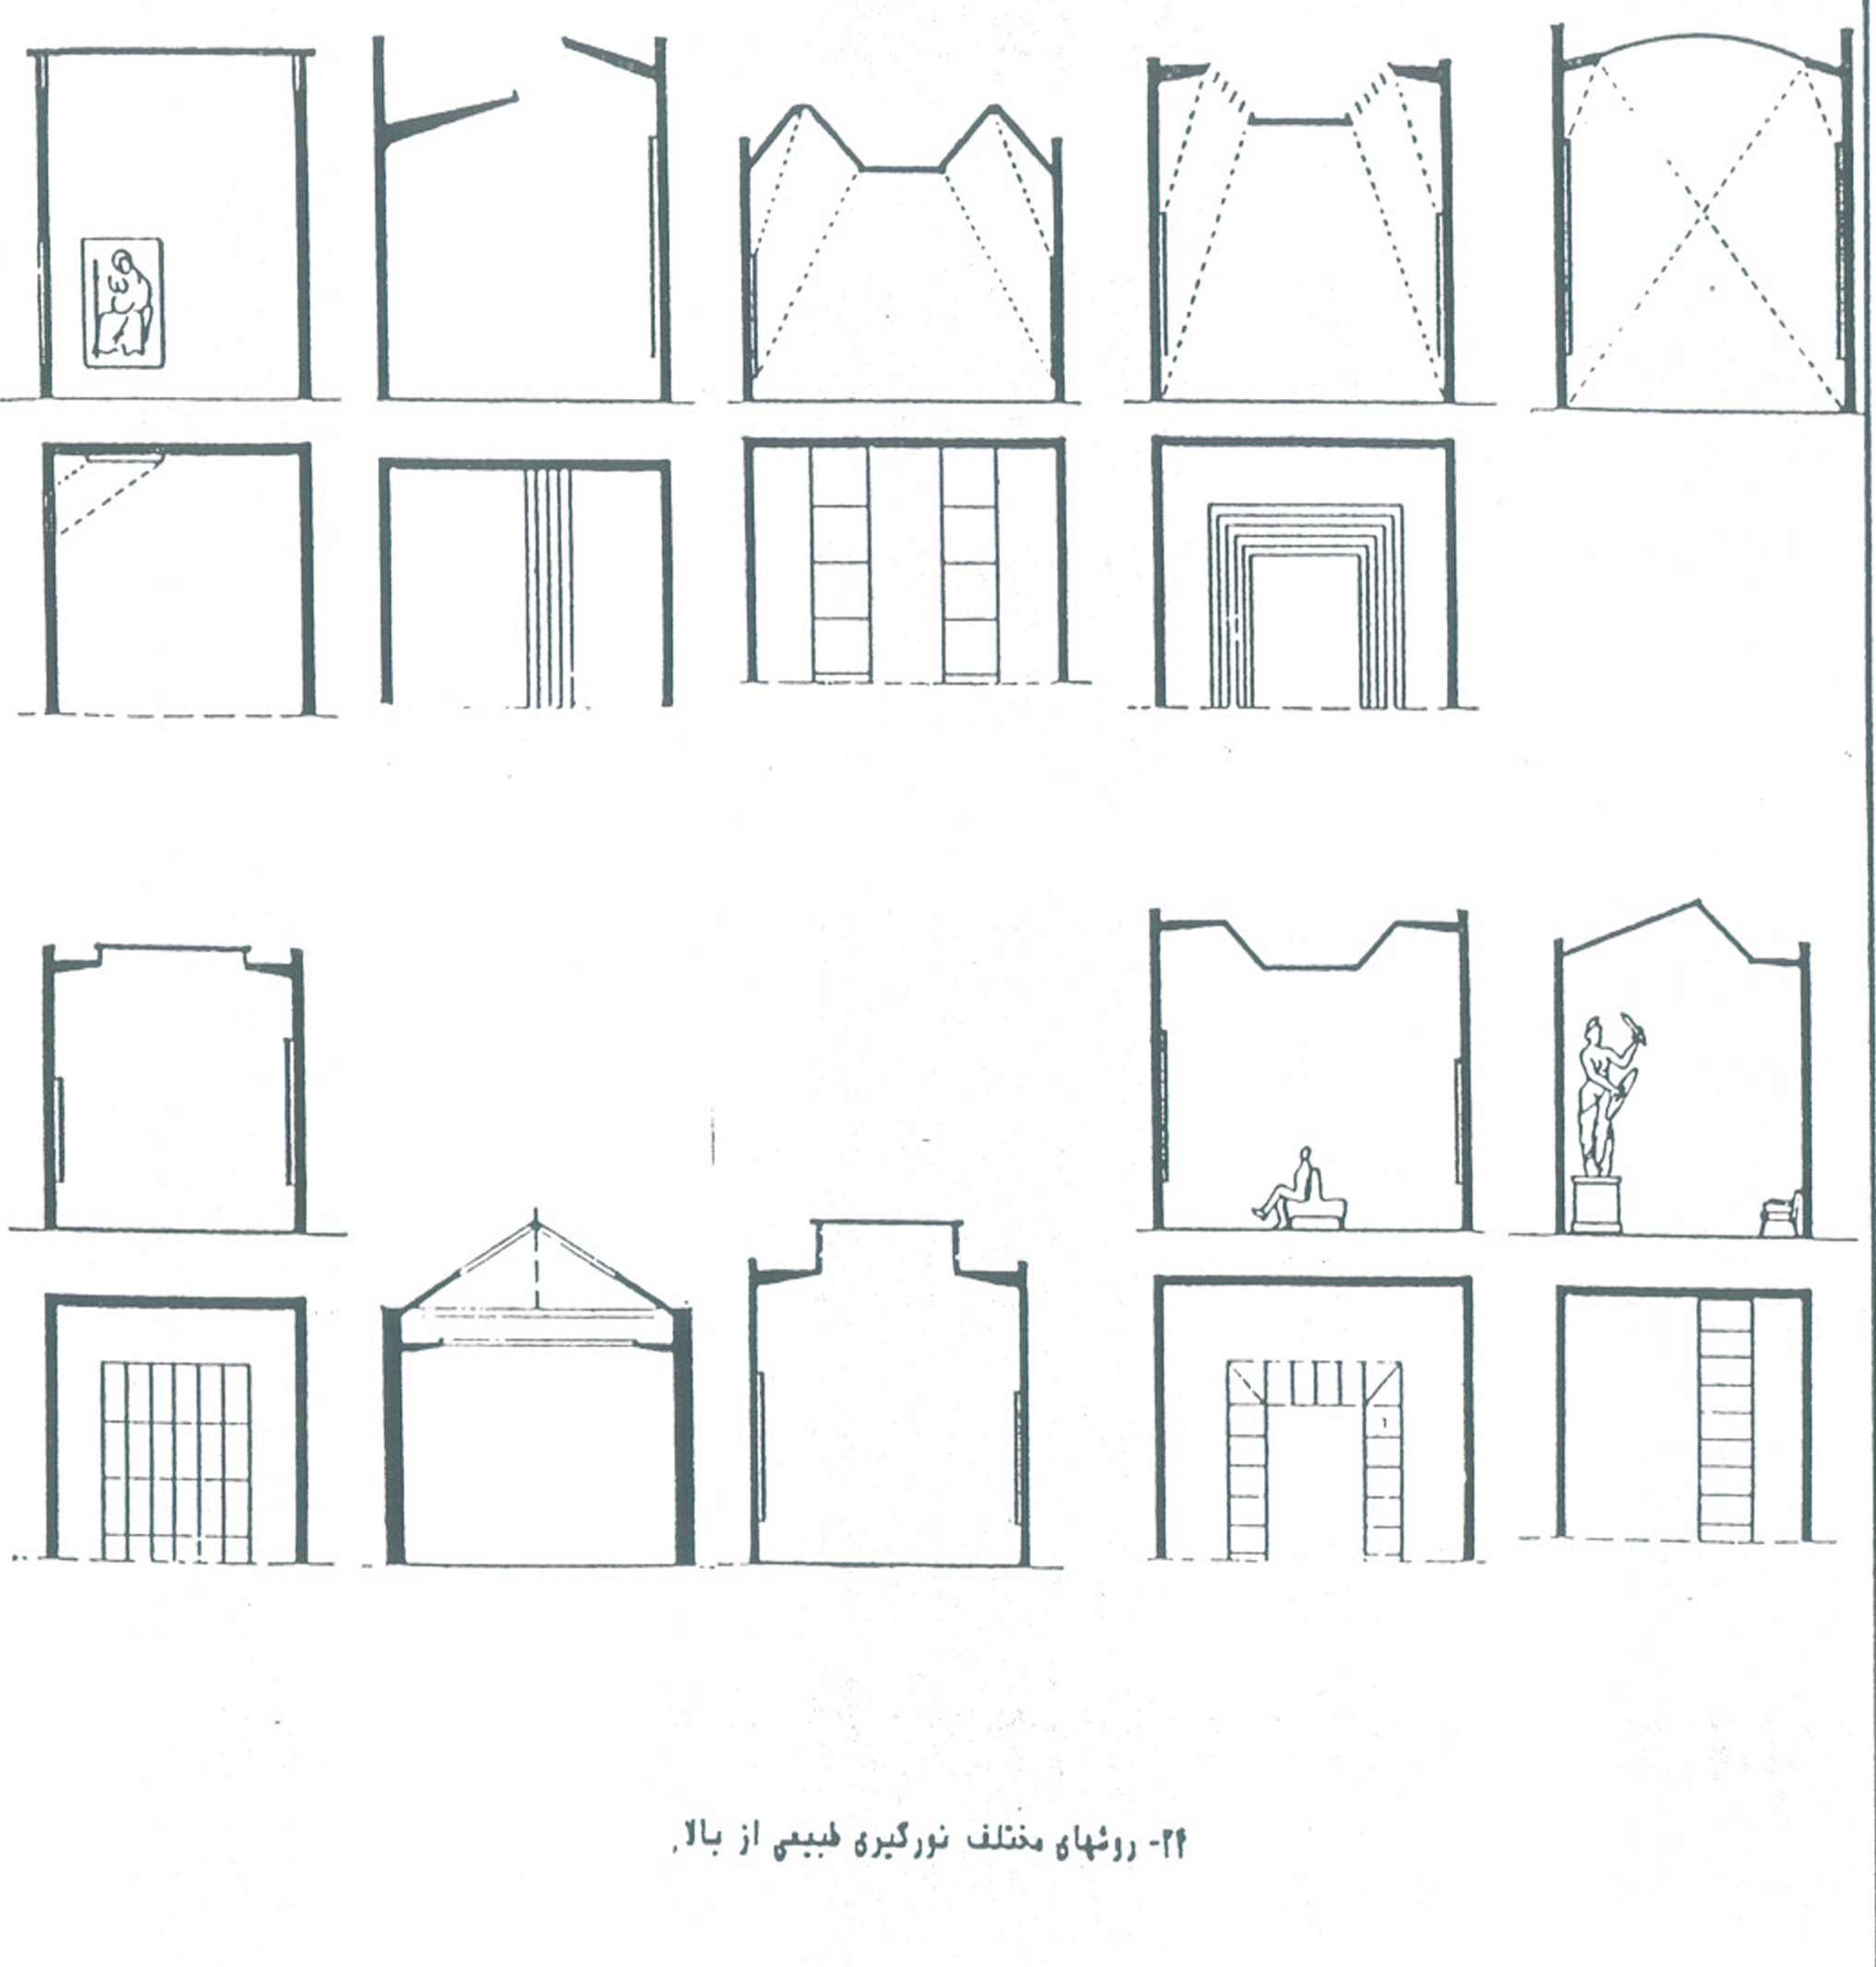 ۲۴- روشهای مختلف نورگیری طبیعی از بالا.